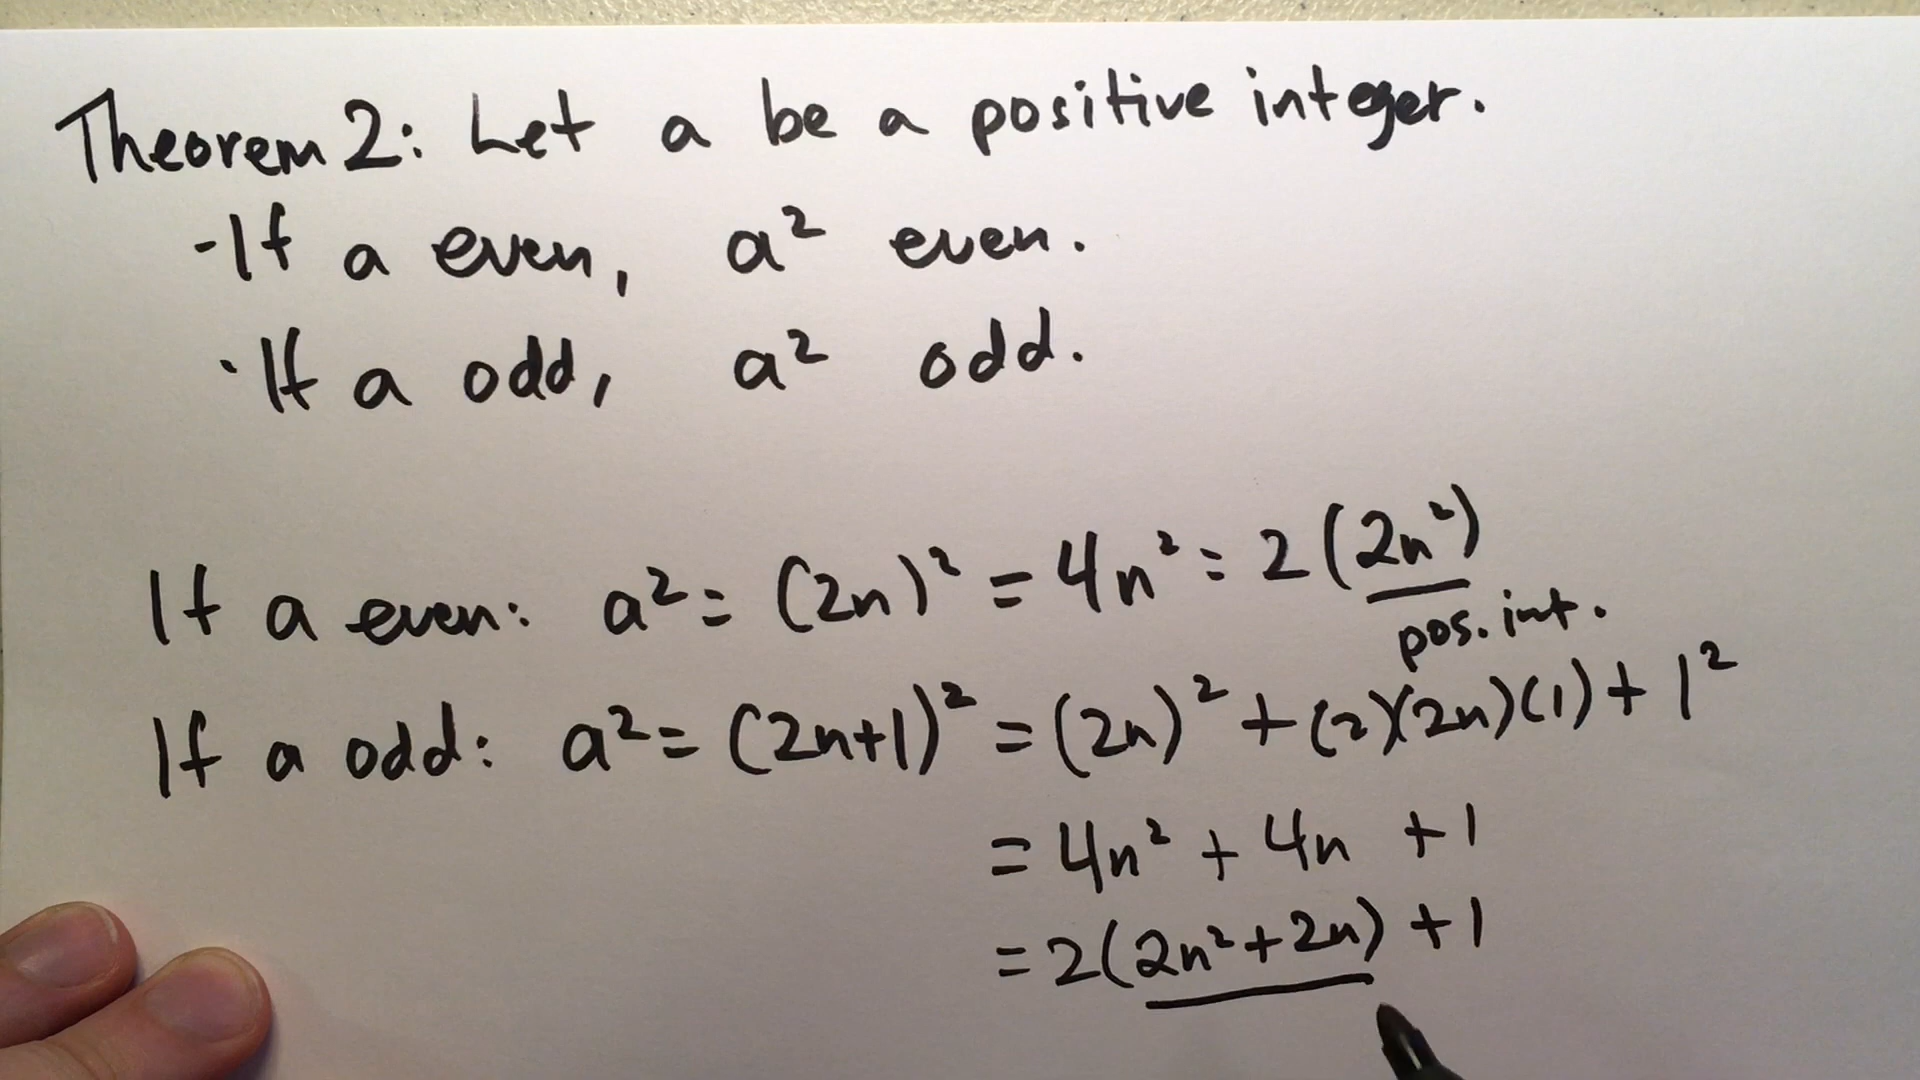 Theorem 2: Let a be a positive integer.
-If a even, a² even.
·If a odd, a² odd.
If a even: a² = (2n)² = 4n² = 2(2n²)
pos. int.
If a odd: a² = (2n+1)² = (2n)² + (2)(2n)(1) + 1²
= 4n² + 4n + 1
= 2(2n²+2n) + 1